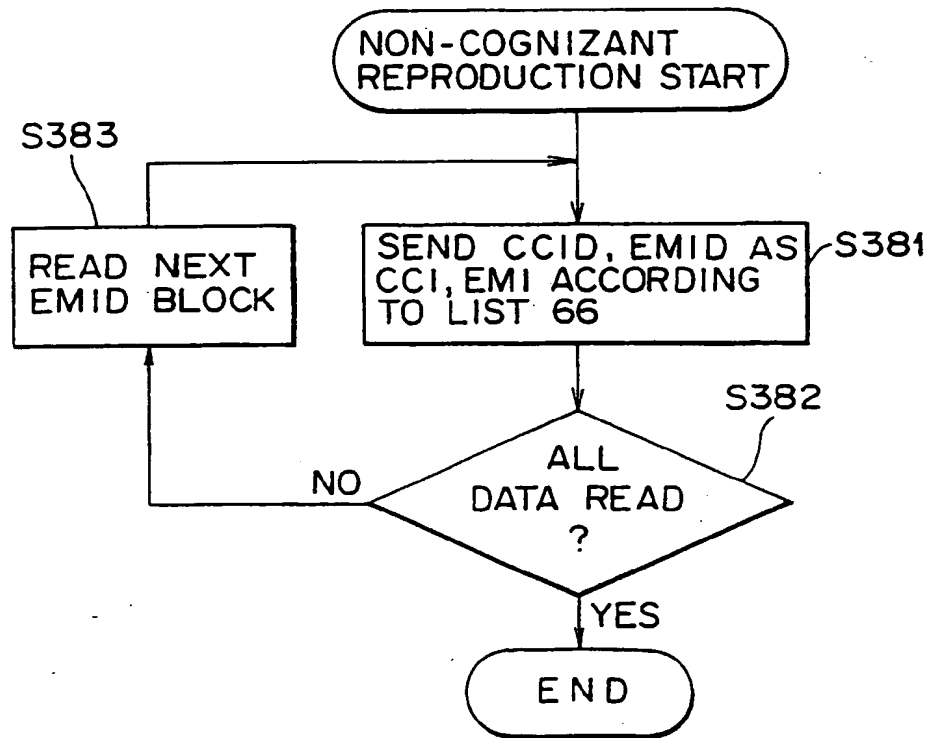 NON-COGNIZANT
REPRODUCTION START
S383
READ NEXT
EMID BLOCK
SEND CCID, EMID AS
CCI, EMI ACCORDING
TO LIST 66
S381
S382
ALL
DATA READ
?
NO
YES
END